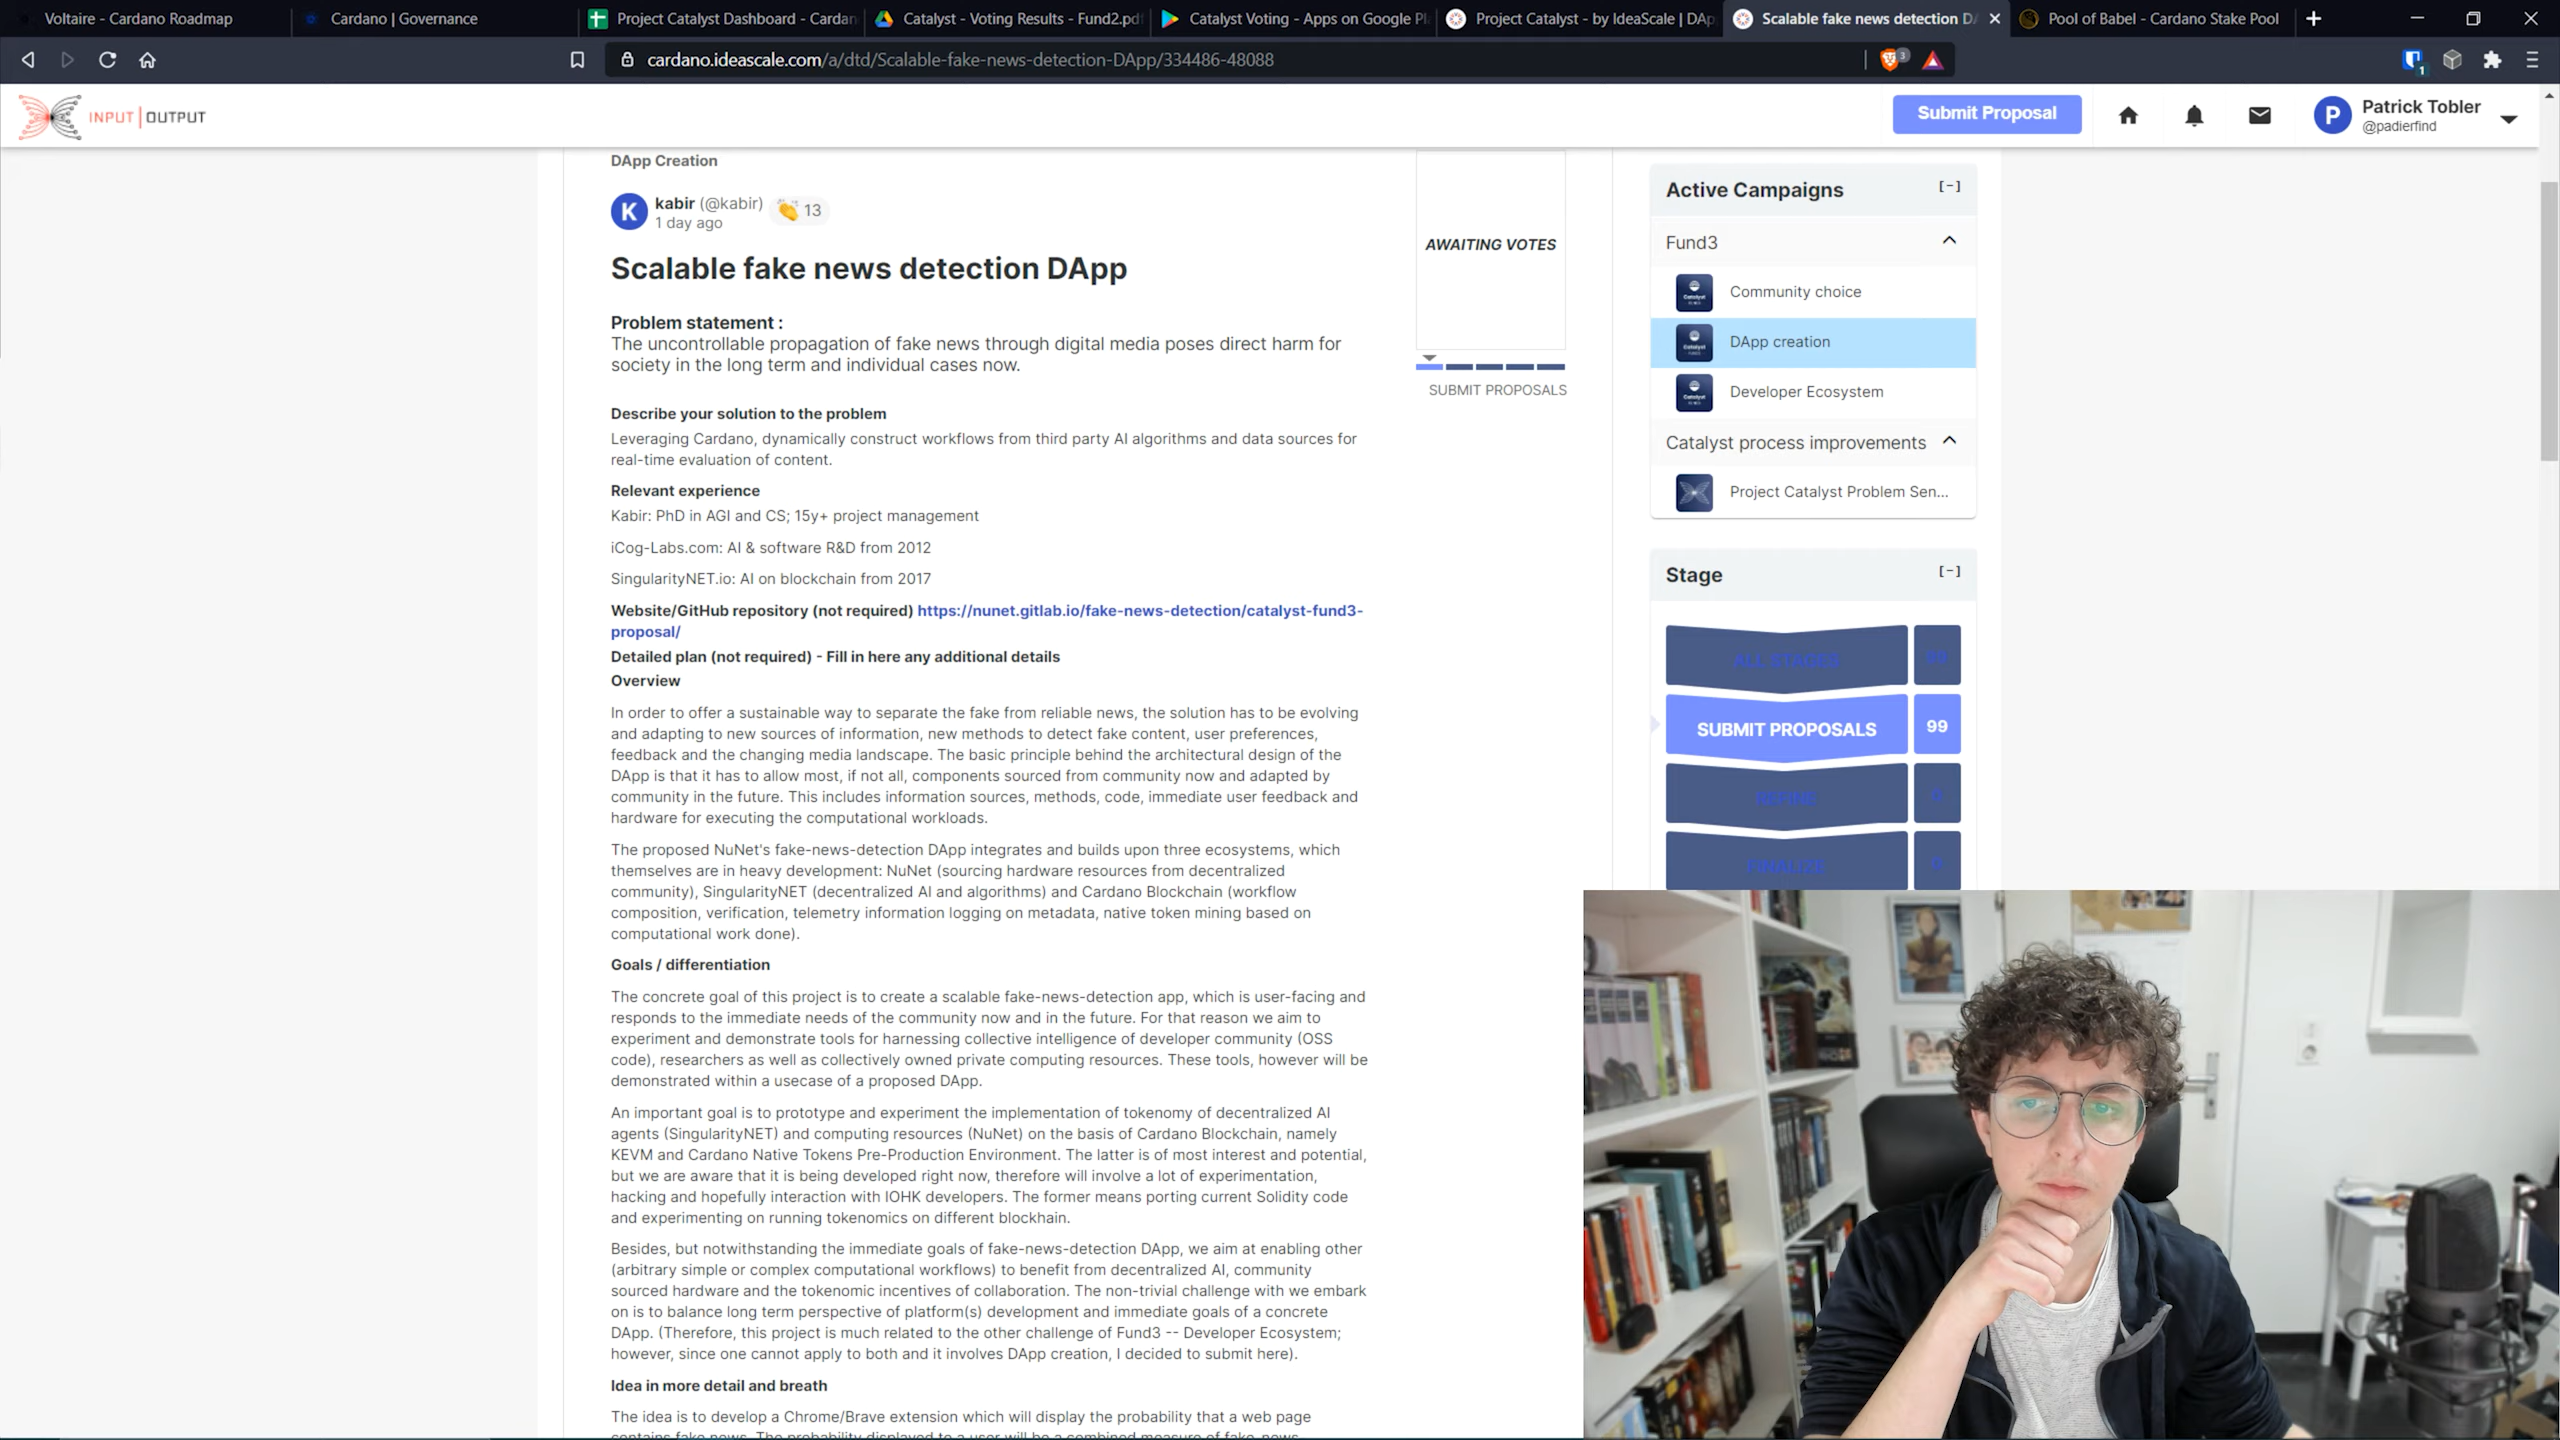 Voltaire - Cardano Roadmap
Cardano | Governance
Project Catalyst Dashboard - Cardan
Catalyst - Voting Results - Fund2.pdf
Catalyst Voting - Apps on Google Pl
Project Catalyst - by IdeaScale | DAp
Scalable fake news detection DA
Pool of Babel - Cardano Stake Pool
cardano.ideascale.com/a/dtd/Scalable-fake-news-detection-DApp/334486-48088
3
1
INPUT | OUTPUT
Submit Proposal
P
Patrick Tobler
@padierfind
DApp Creation
K
kabir (@kabir)
13
1 day ago
Scalable fake news detection DApp
Problem statement :
The uncontrollable propagation of fake news through digital media poses direct harm for
society in the long term and individual cases now.
Describe your solution to the problem
Leveraging Cardano, dynamically construct workflows from third party AI algorithms and data sources for
real-time evaluation of content.
Relevant experience
Kabir: PhD in AGI and CS; 15y+ project management
iCog-Labs.com: AI & software R&D from 2012
SingularityNET.io: AI on blockchain from 2017
Website/GitHub repository (not required) https://nunet.gitlab.io/fake-news-detection/catalyst-fund3-
proposal/
Detailed plan (not required) - Fill in here any additional details
Overview
In order to offer a sustainable way to separate the fake from reliable news, the solution has to be evolving
and adapting to new sources of information, new methods to detect fake content, user preferences,
feedback and the changing media landscape. The basic principle behind the architectural design of the
DApp is that it has to allow most, if not all, components sourced from community now and adapted by
community in the future. This includes information sources, methods, code, immediate user feedback and
hardware for executing the computational workloads.
The proposed NuNet's fake-news-detection DApp integrates and builds upon three ecosystems, which
themselves are in heavy development: NuNet (sourcing hardware resources from decentralized
community), SingularityNET (decentralized AI and algorithms) and Cardano Blockchain (workflow
composition, verification, telemetry information logging on metadata, native token mining based on
computational work done).
Goals / differentiation
The concrete goal of this project is to create a scalable fake-news-detection app, which is user-facing and
responds to the immediate needs of the community now and in the future. For that reason we aim to
experiment and demonstrate tools for harnessing collective intelligence of developer community (OSS
code), researchers as well as collectively owned private computing resources. These tools, however will be
demonstrated within a usecase of a proposed DApp.
An important goal is to prototype and experiment the implementation of tokenomy of decentralized AI
agents (SingularityNET) and computing resources (NuNet) on the basis of Cardano Blockchain, namely
KEVM and Cardano Native Tokens Pre-Production Environment. The latter is of most interest and potential,
but we are aware that it is being developed right now, therefore will involve a lot of experimentation,
hacking and hopefully interaction with IOHK developers. The former means porting current Solidity code
and experimenting on running tokenomics on different blockhain.
Besides, but notwithstanding the immediate goals of fake-news-detection DApp, we aim at enabling other
(arbitrary simple or complex computational workflows) to benefit from decentralized AI, community
sourced hardware and the tokenomic incentives of collaboration. The non-trivial challenge with we embark
on is to balance long term perspective of platform(s) development and immediate goals of a concrete
DApp. (Therefore, this project is much related to the other challenge of Fund3 -- Developer Ecosystem;
however, since one cannot apply to both and it involves DApp creation, I decided to submit here).
Idea in more detail and breath
The idea is to develop a Chrome/Brave extension which will display the probability that a web page
contains fake news. The probability displayed to a user will be a combined measure of fake-news
AWAITING VOTES
SUBMIT PROPOSALS
Active Campaigns
[-]
Fund3
Community choice
DApp creation
Developer Ecosystem
Catalyst process improvements
Project Catalyst Problem Sen...
Stage
[-]
ALL STAGES
99
SUBMIT PROPOSALS
99
REFINE
0
FINALIZE
0